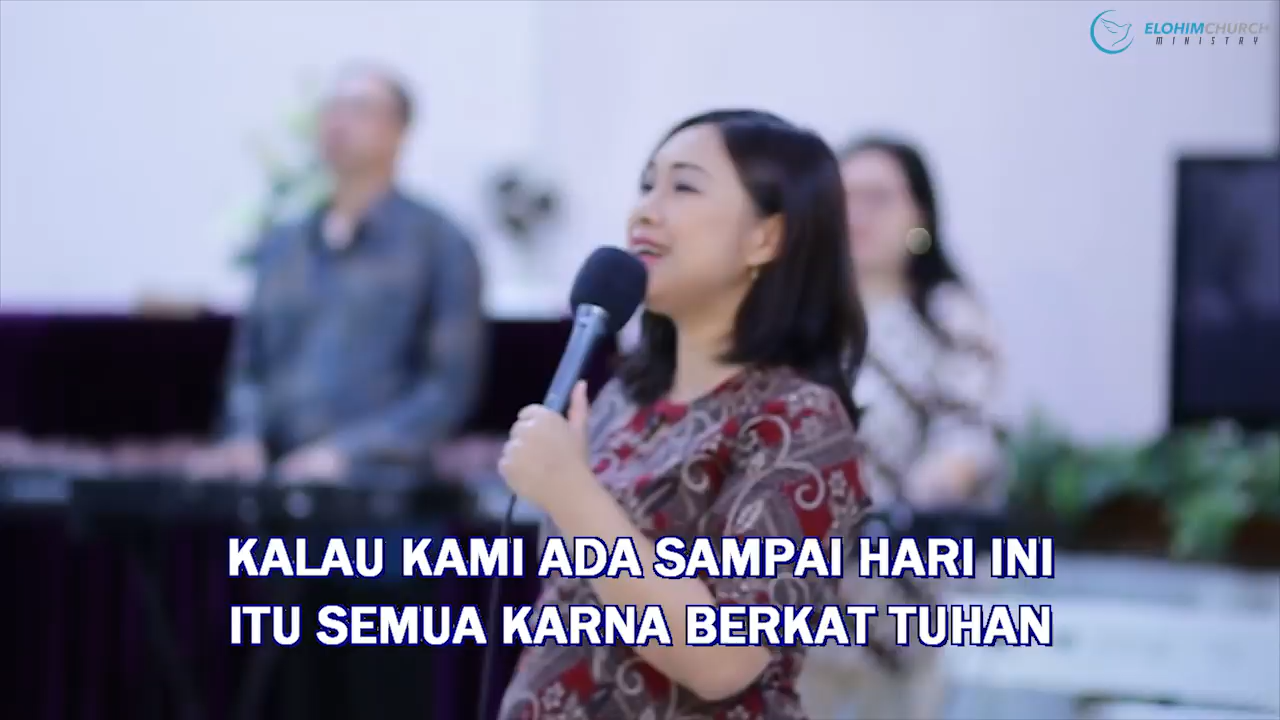 ELOHIMCHURCH
MINISTRY
KALAU KAMI ADA SAMPAI HARI INI
ITU SEMUA KARNA BERKAT TUHAN